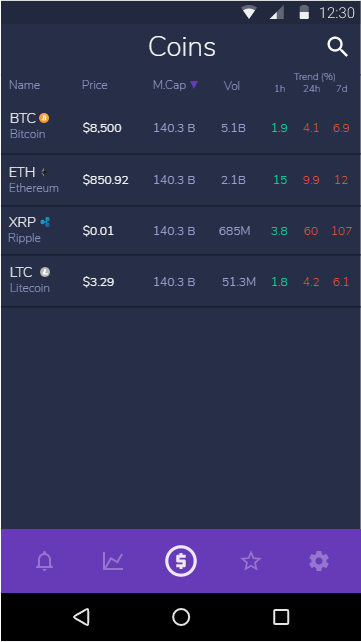 12:30
Coins
Name Price M.Cap Vol Trend (%)
1h 24h 7d
BTC
Bitcoin
$8,500 140.3 B 5.1B 1.9 4.1 6.9
ETH
Ethereum
$850.92 140.3 B 2.1B 15 9.9 12
XRP
Ripple
$0.01 140.3 B 685M 3.8 60 107
LTC
Litecoin
$3.29 140.3 B 51.3M 1.8 4.2 6.1